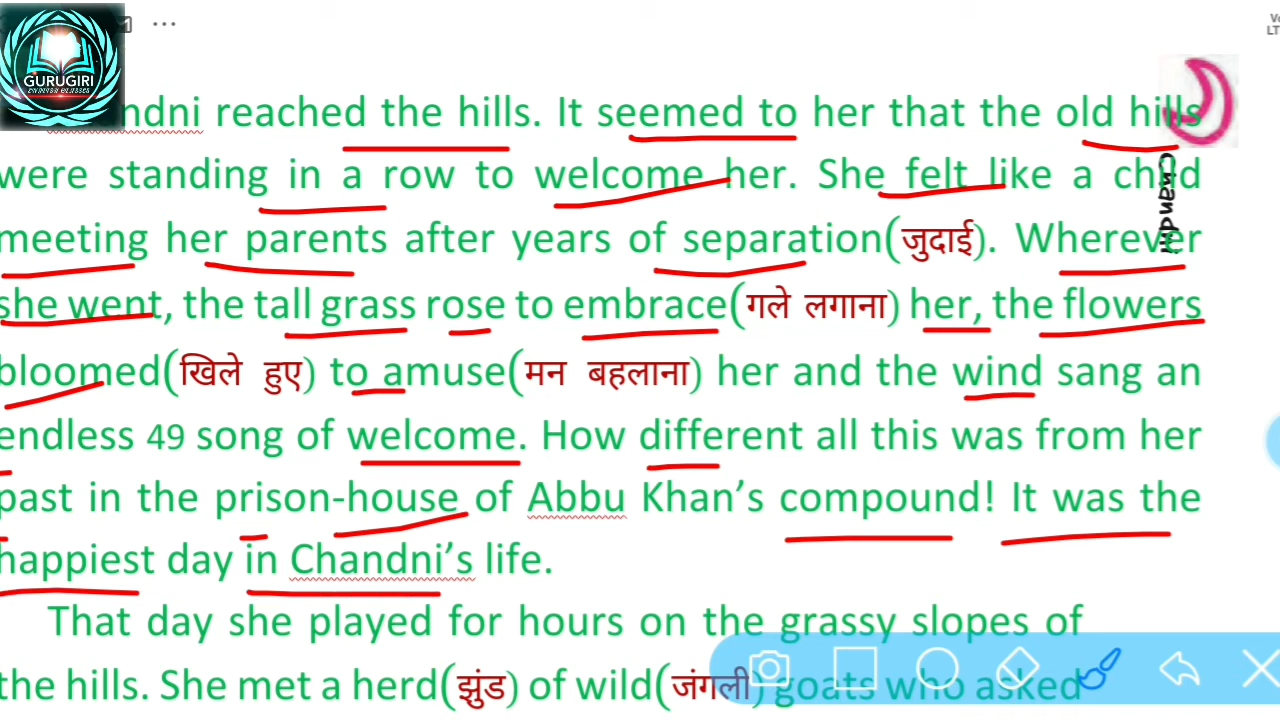 GURUGIRI
ndni reached the hills. It seemed to her that the old hills
were standing in a row to welcome her. She felt like a child
meeting her parents after years of separation(जुदाई). Wherever
she went, the tall grass rose to embrace(गले लगाना) her, the flowers
bloomed(खिले हुए) to amuse(मन बहलाना) her and the wind sang an
endless 49 song of welcome. How different all this was from her
past in the prison-house of Abbu Khan's compound! It was the
happiest day in Chandni's life.
That day she played for hours on the grassy slopes of
the hills. She met a herd(झुंड) of wild(जंगली) goats who asked
Chandni